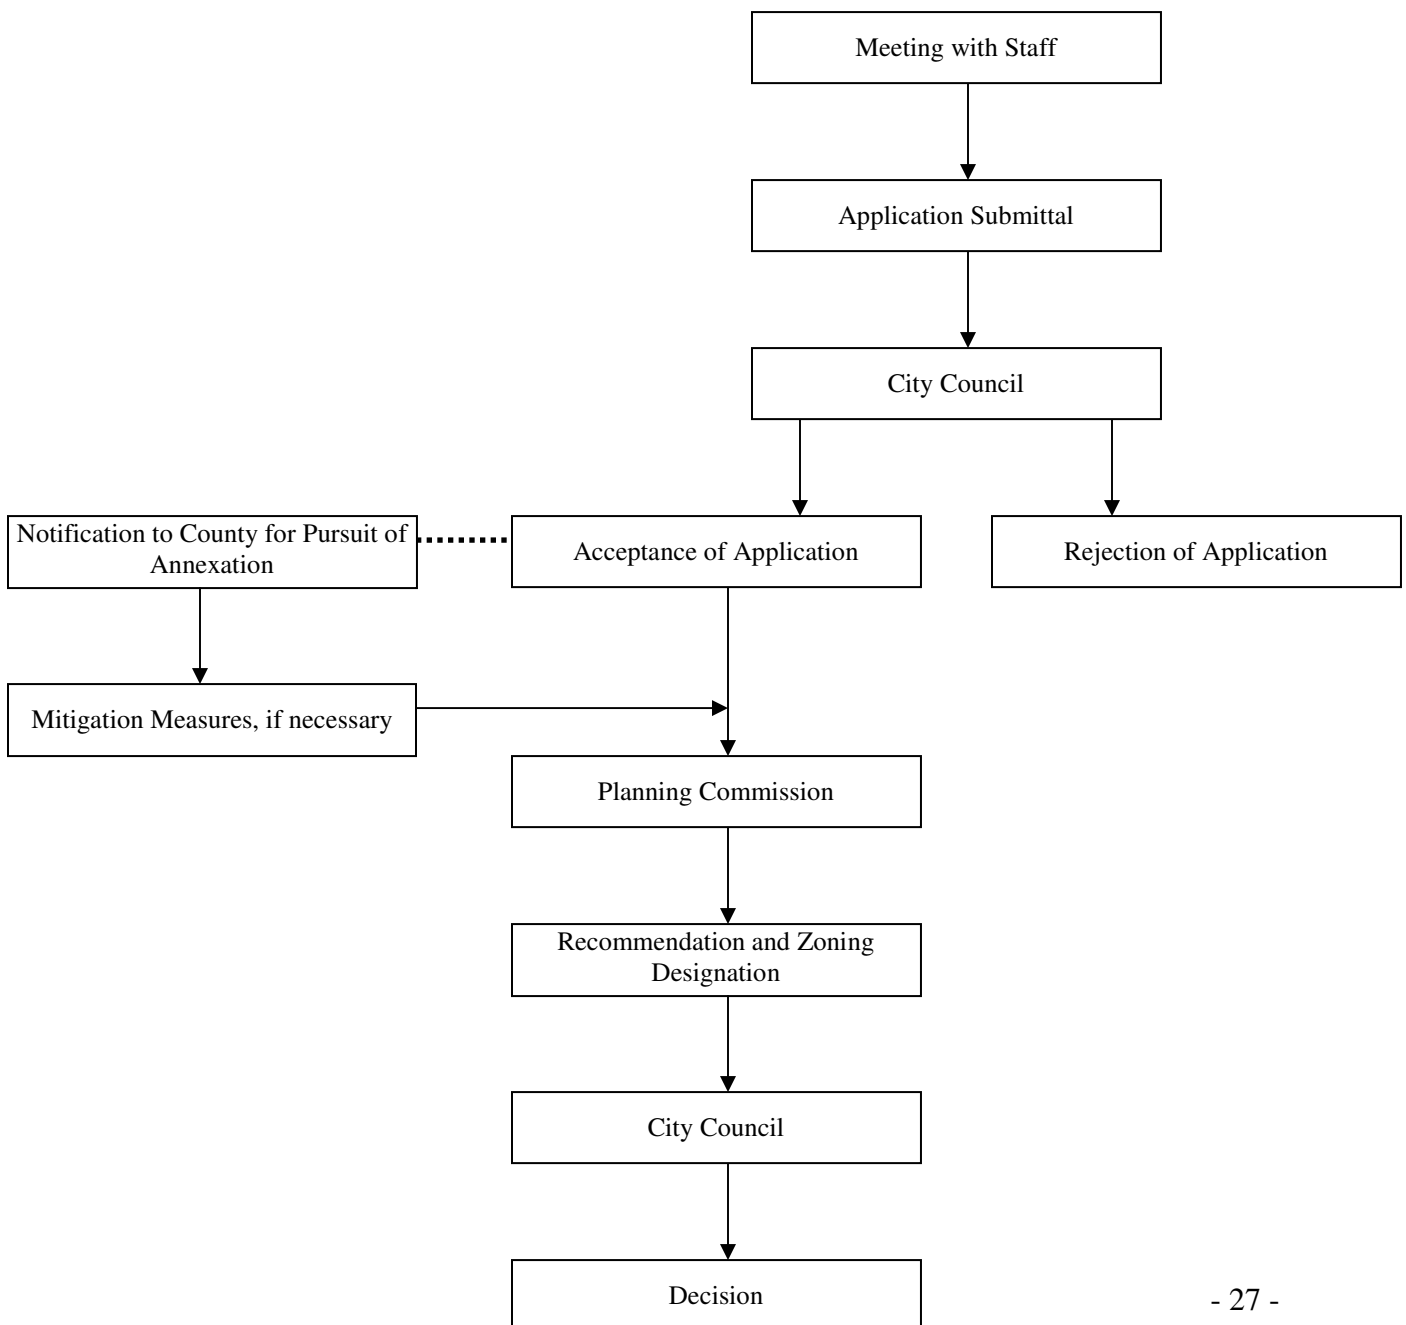 Meeting with Staff
Application Submittal
City Council
Notification to County for Pursuit of
Annexation
Acceptance of Application
Rejection of Application
Mitigation Measures, if necessary
Planning Commission
Recommendation and Zoning
Designation
City Council
Decision
- 27 -